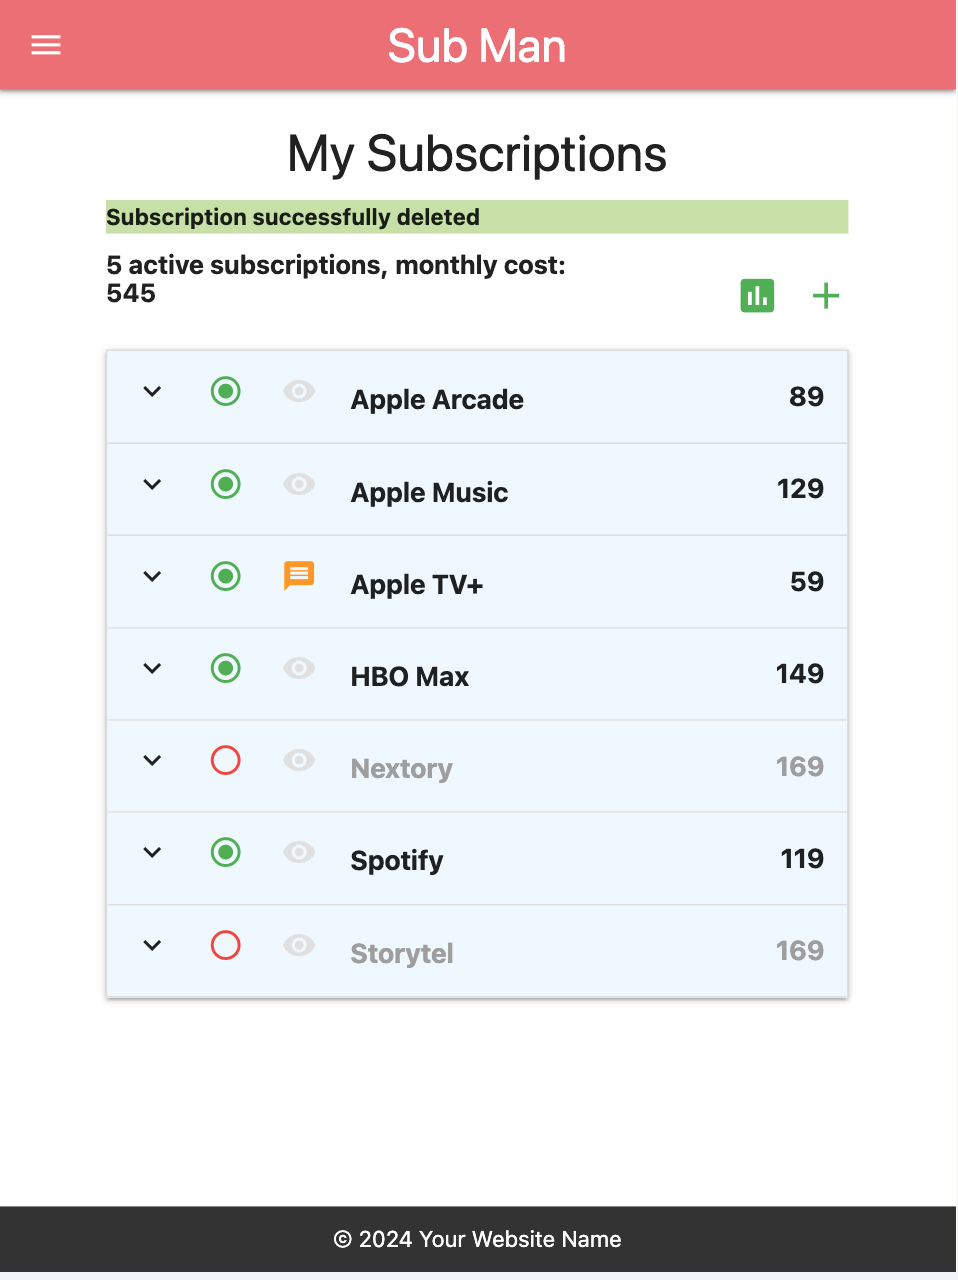 Sub Man
My Subscriptions
Subscription successfully deleted
5 active subscriptions, monthly cost:
545
Apple Arcade 89
Apple Music 129
Apple TV+ 59
HBO Max 149
Nextory 169
Spotify 119
Storytel 169
© 2024 Your Website Name